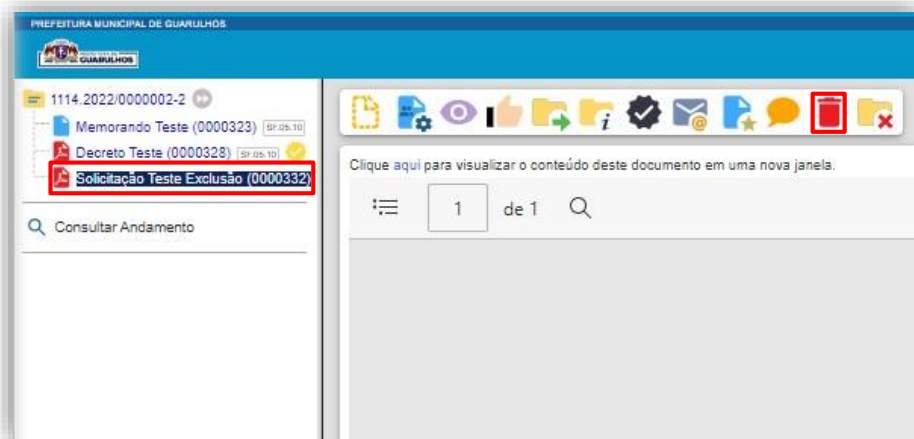 PREFEITURA MUNICIPAL DE GUARULHOS
GUARULHOS
1114.2022/0000002-2
Memorando Teste (0000323) SF.05.10
Decreto Teste (0000328) SF.05.10
Solicitação Teste Exclusão (0000332)
Consultar Andamento
Clique aqui para visualizar o conteúdo deste documento em uma nova janela.
1 de 1